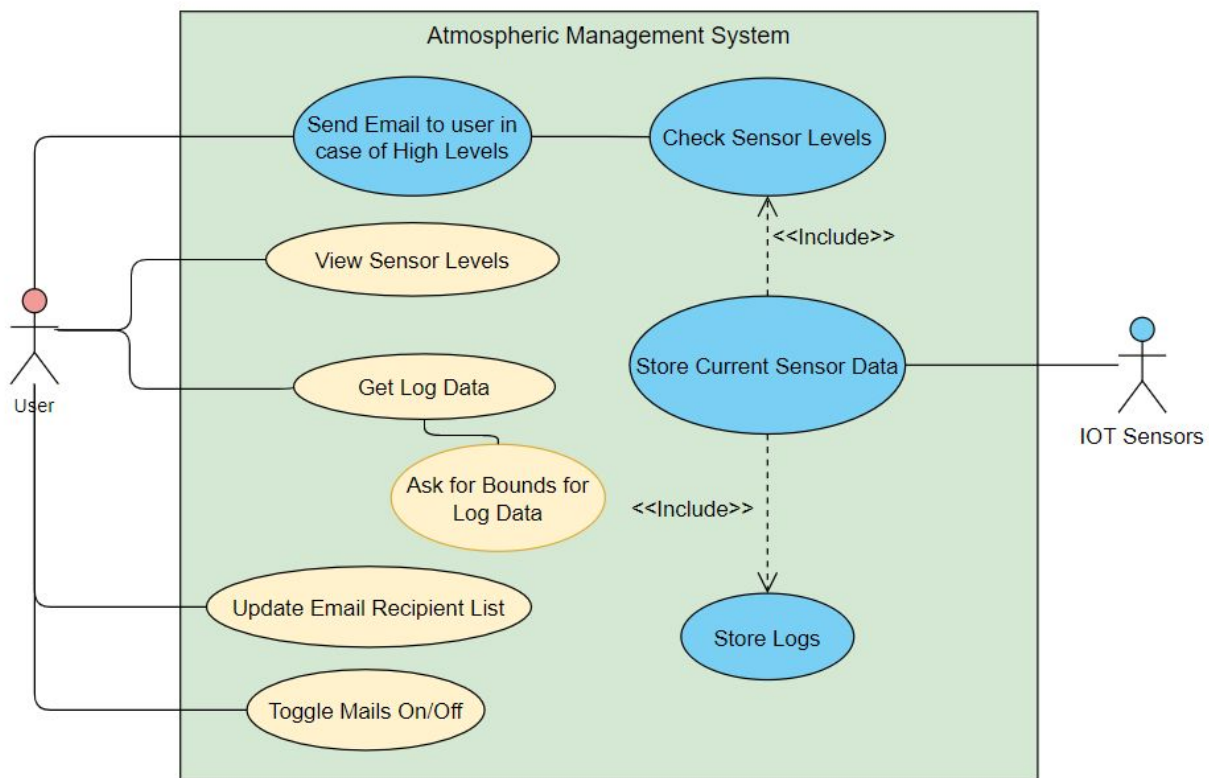 Atmospheric Management System
Send Email to user in
case of High Levels
Check Sensor Levels
<<Include>>
View Sensor Levels
Store Current Sensor Data
User
Get Log Data
IOT Sensors
Ask for Bounds for
Log Data
<<Include>>
Update Email Recipient List
Store Logs
Toggle Mails On/Off